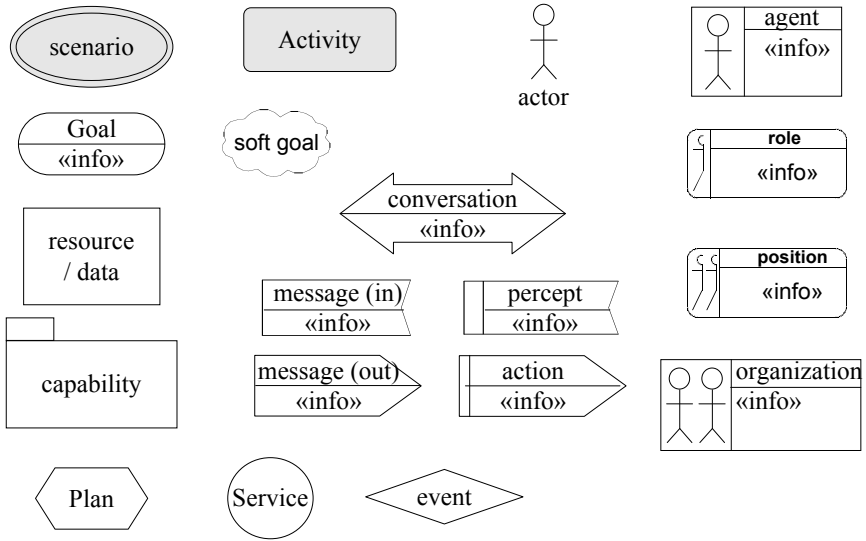 scenario
Activity
actor
agent
«info»
Goal
«info»
soft goal
role
«info»
conversation
«info»
resource
/ data
position
«info»
message (in)
«info»
percept
«info»
capability
message (out)
«info»
action
«info»
organization
«info»
Plan
Service
event